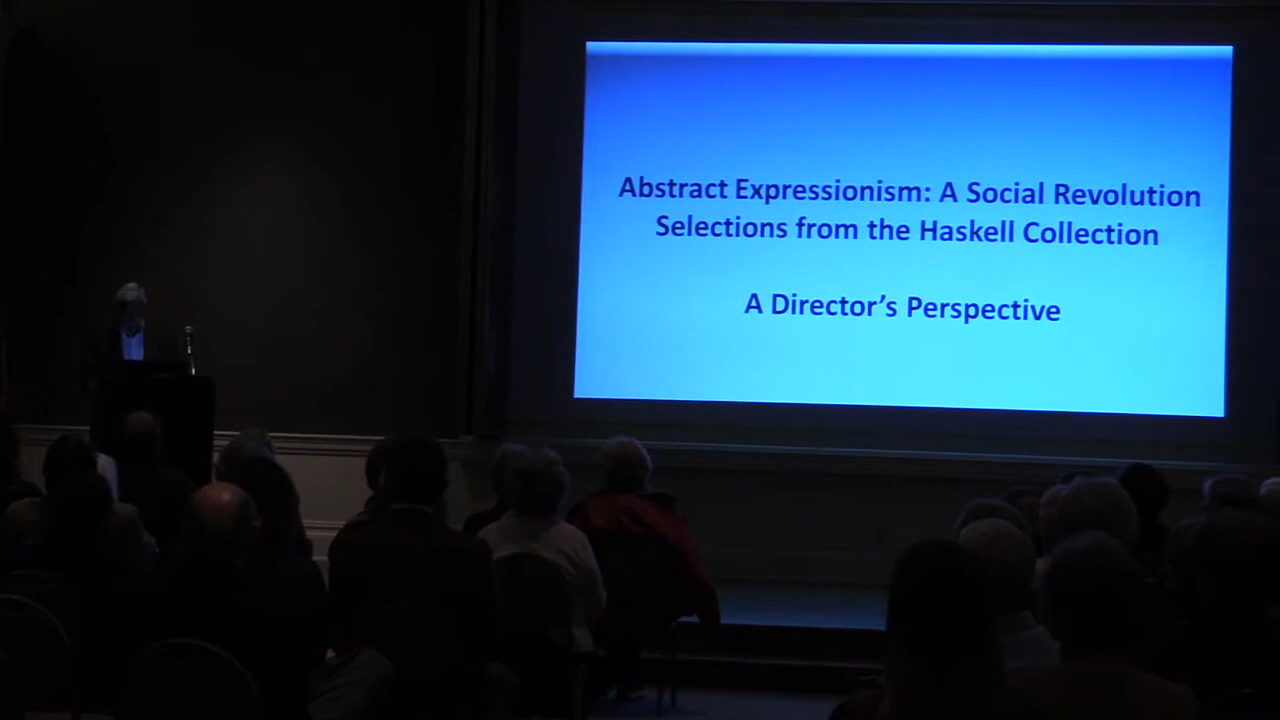 Abstract Expressionism: A Social Revolution
Selections from the Haskell Collection
A Director's Perspective